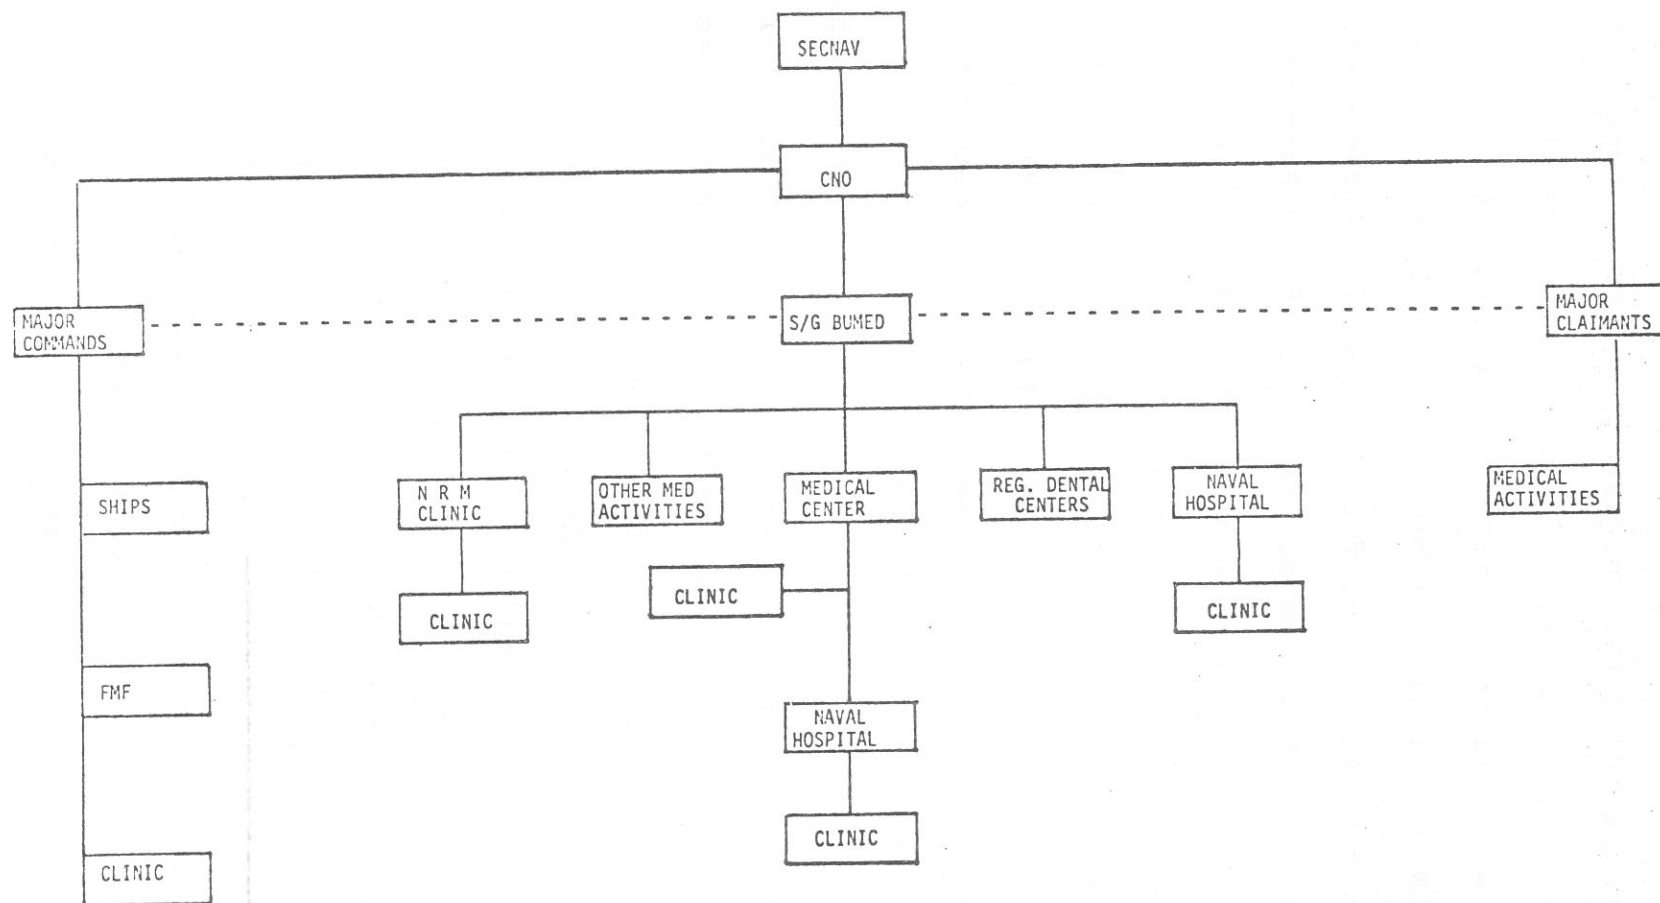 SECNAV
CNO
MAJOR
COMMANDS
S/G BUMED
MAJOR
CLAIMANTS
SHIPS
N R M
CLINIC
OTHER MED
ACTIVITIES
MEDICAL
CENTER
REG. DENTAL
CENTERS
NAVAL
HOSPITAL
MEDICAL
ACTIVITIES
CLINIC
CLINIC
CLINIC
FMF
NAVAL
HOSPITAL
CLINIC
CLINIC